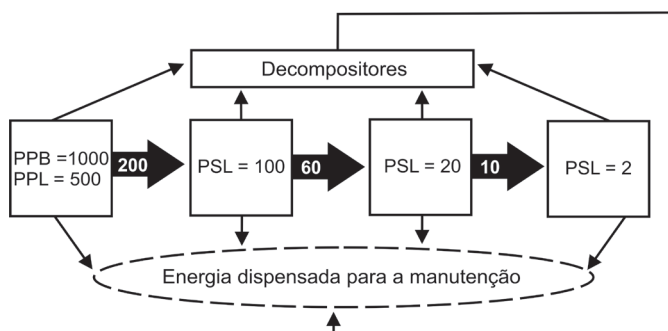 Decompositores
PPB =1000
PPL = 500
200
PSL = 100
60
PSL = 20
10
PSL = 2
Energia dispensada para a manutenção